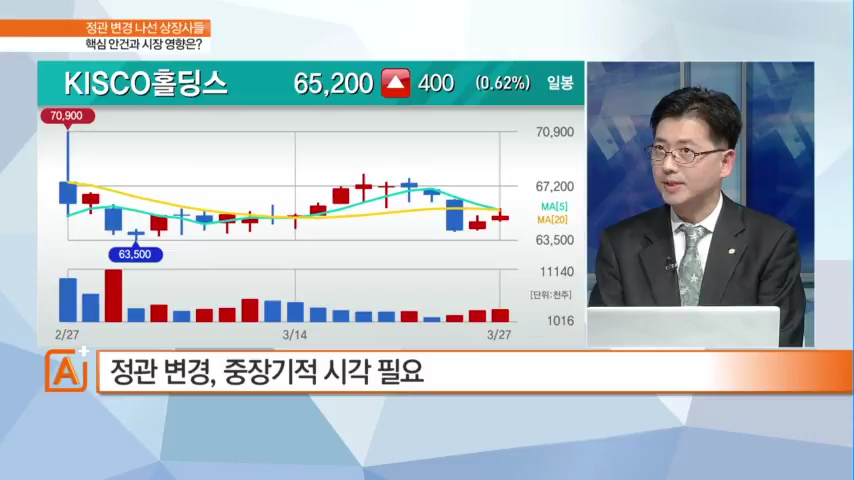 정관 변경 나선 상장사들
핵심 안건과 시장 영향은?
KISCO홀딩스 65,200 400 (0.62%) 일봉
70,900
70,900
67,200
MA[5]
MA[20]
63,500
63,500
11140
[단위:천주]
1016
2/27 3/14 3/27
A+
정관 변경, 중장기적 시각 필요